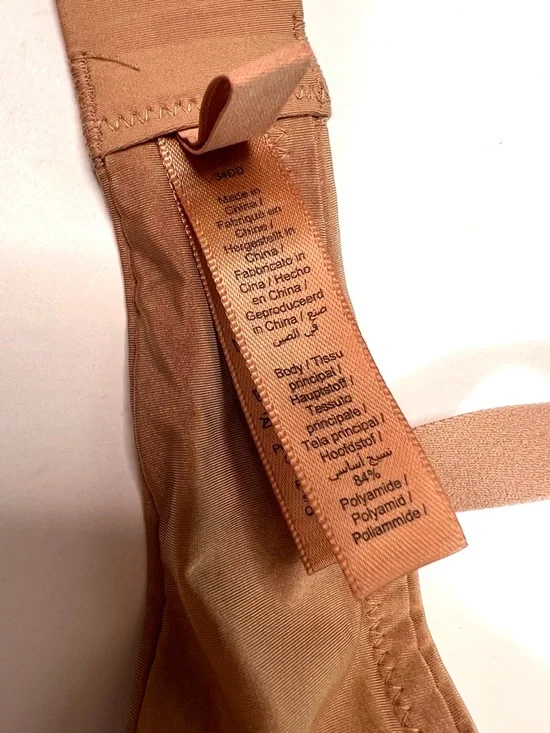 34DD
Made in
China /
Fabriqué en
Chine /
Hergestellt in
China /
Fabbricato in
Cina / Hecho
en China /
Geproduceerd
in China / صنع
في الصين
Body / Tissu
principal /
Hauptstoff /
Tessuto
principale /
Tela principal /
Hoofdstof /
نسيج أساسي
84%
Polyamide /
Polyamid /
Poliammide /